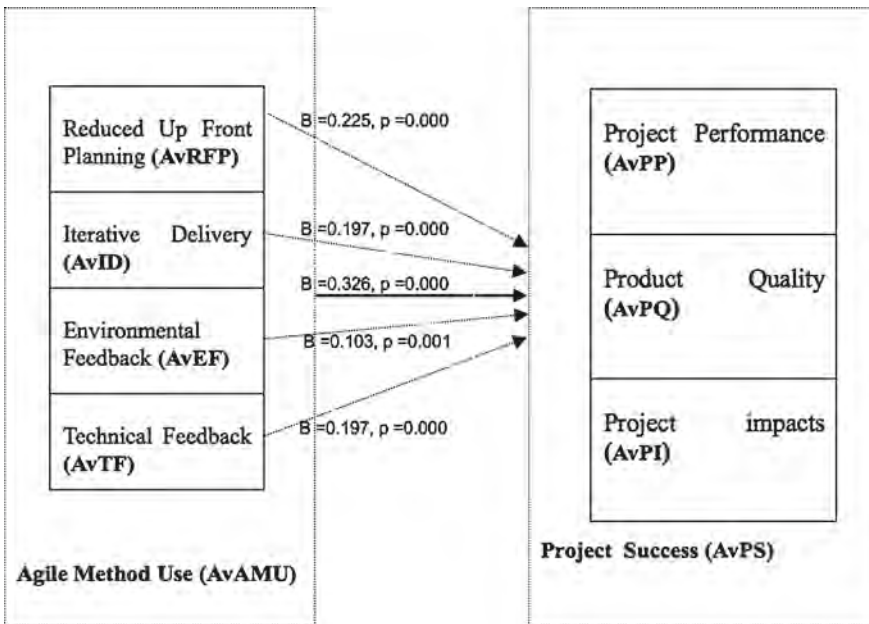 Reduced Up Front
Planning (AvRFP)
Iterative Delivery
(AvID)
Environmental
Feedback (AvEF)
Technical Feedback
(AvTF)
Agile Method Use (AvAMU)
B =0.225, p =0.000
B =0.197, p =0.000
B =0.326, p =0.000
B =0.103, p =0.001
B =0.197, p =0.000
Project Performance
(AvPP)
Product Quality
(AvPQ)
Project impacts
(AvPI)
Project Success (AvPS)